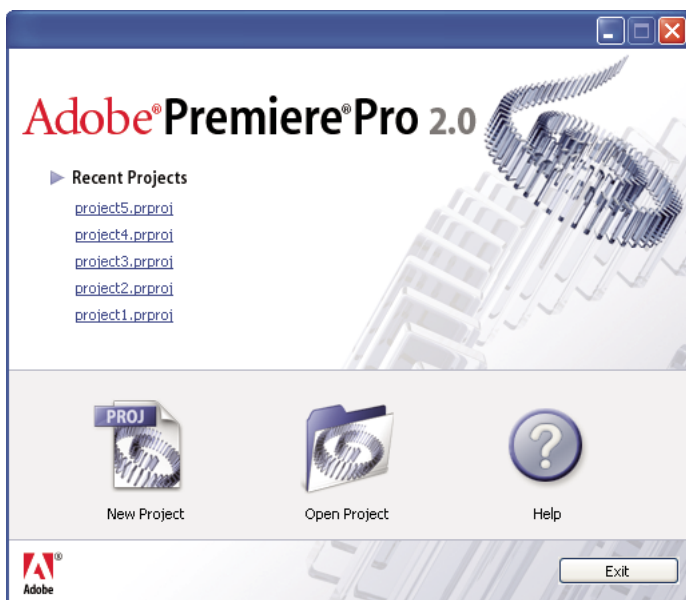 Adobe®Premiere®Pro 2.0
Recent Projects
project5.prproj
project4.prproj
project3.prproj
project2.prproj
project1.prproj
PROJ
New Project
Open Project
?
Help
®
Adobe
Exit